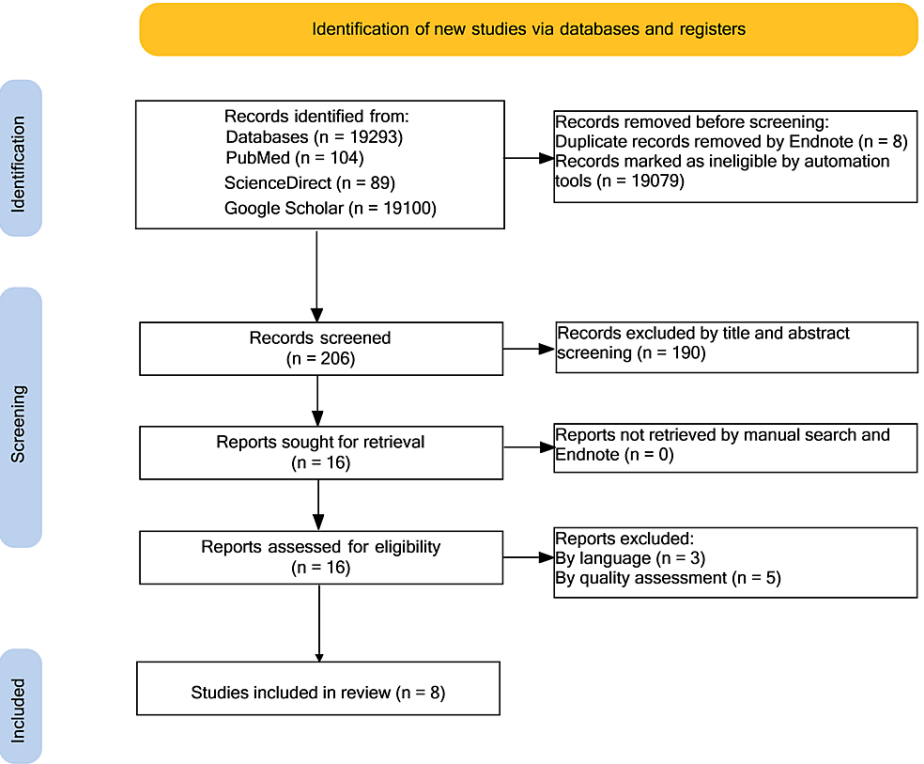 Identification of new studies via databases and registers
Identification
Records identified from:
Databases (n = 19293)
PubMed (n = 104)
ScienceDirect (n = 89)
Google Scholar (n = 19100)
Records removed before screening:
Duplicate records removed by Endnote (n = 8)
Records marked as ineligible by automation
tools (n = 19079)
Screening
Records screened
(n = 206)
Records excluded by title and abstract
screening (n = 190)
Reports sought for retrieval
(n = 16)
Reports not retrieved by manual search and
Endnote (n = 0)
Reports assessed for eligibility
(n = 16)
Reports excluded:
By language (n = 3)
By quality assessment (n = 5)
Included
Studies included in review (n = 8)